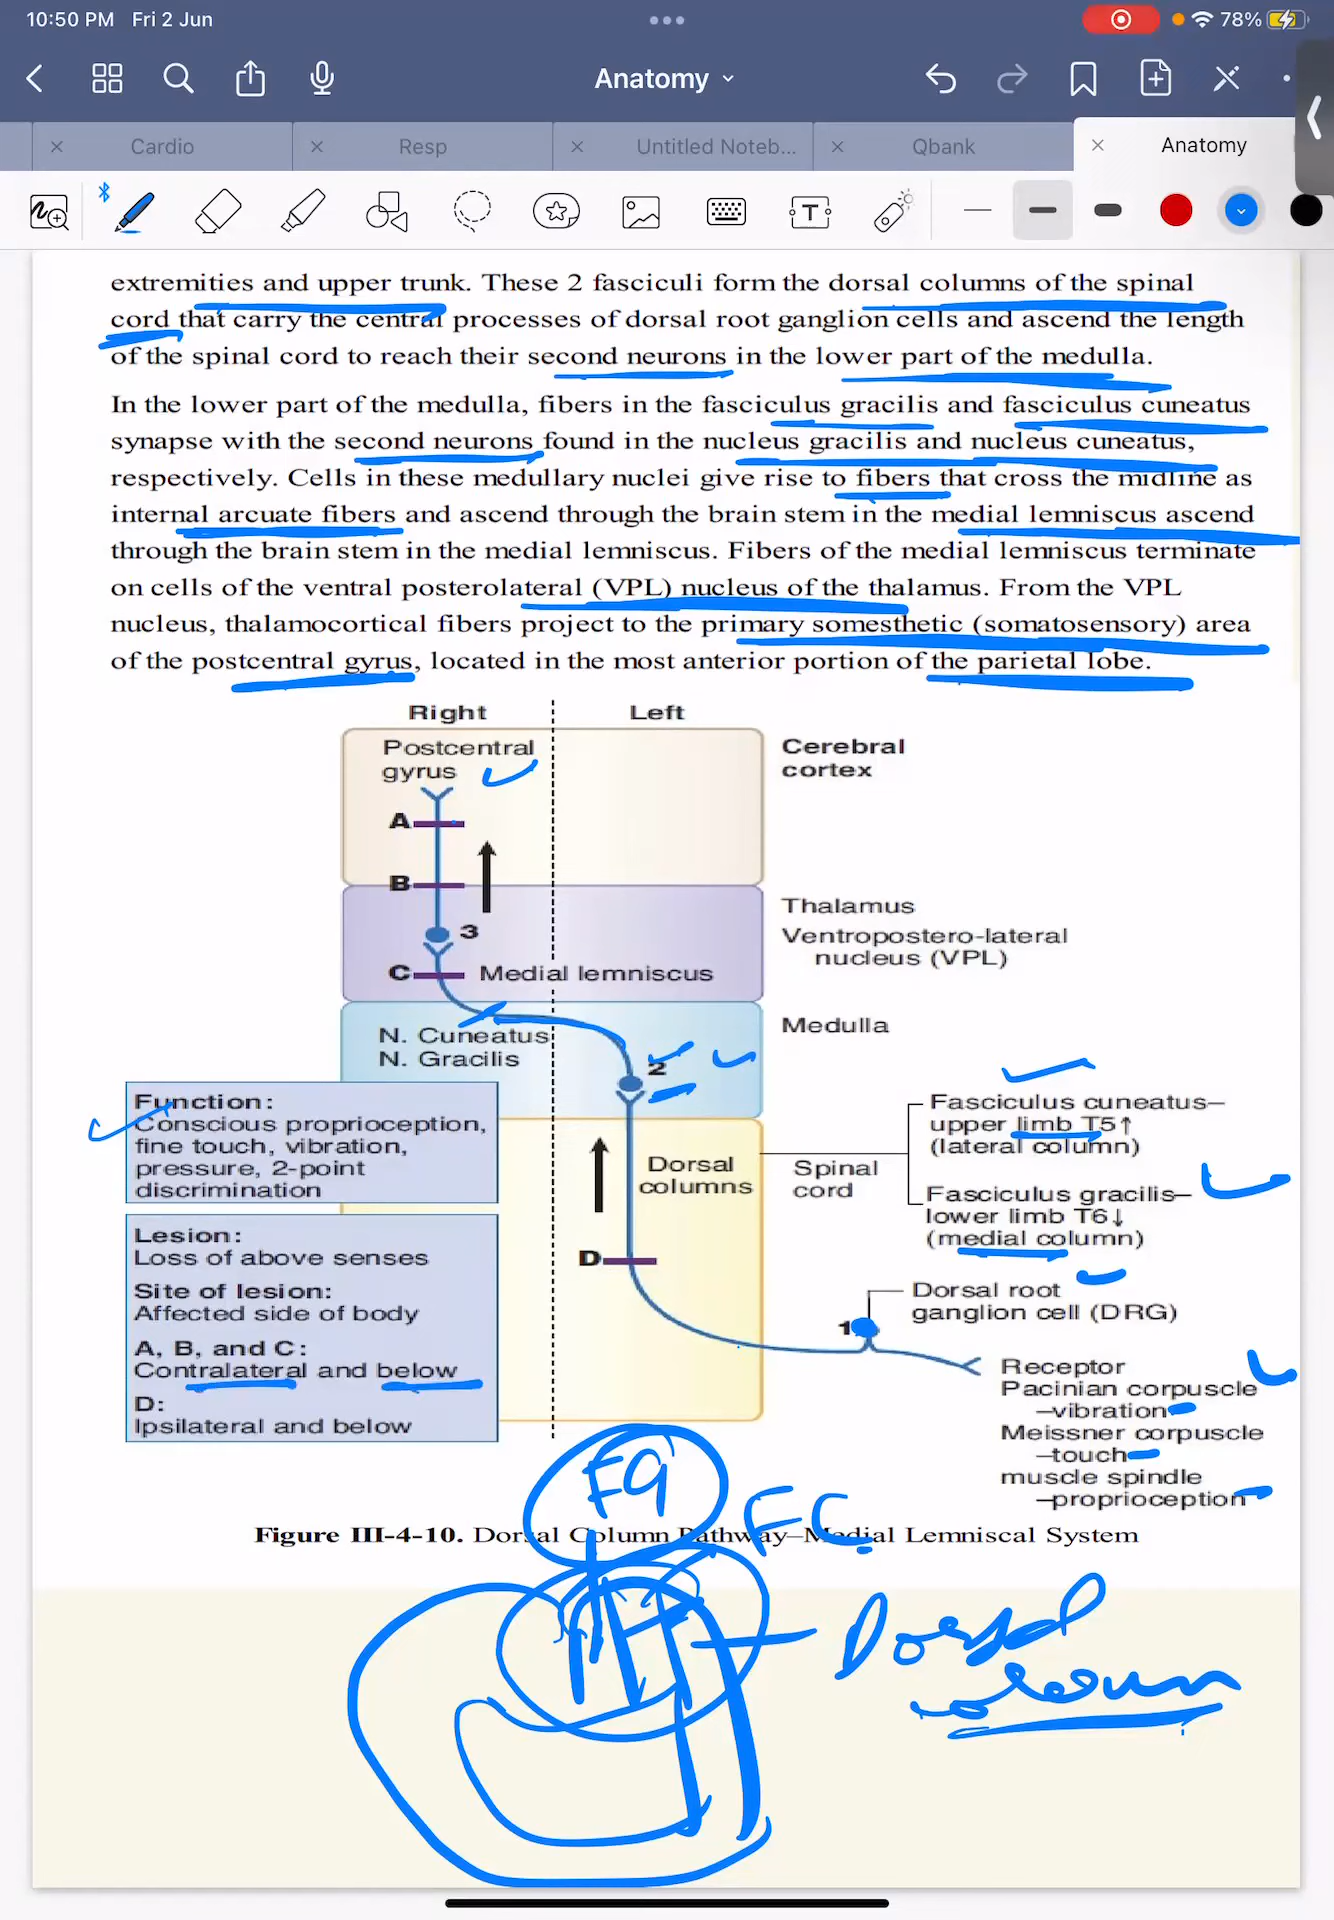 10:50 PM Fri 2 Jun
78%
Anatomy
Cardio
Resp
Untitled Noteb...
Qbank
Anatomy
T
extremities and upper trunk. These 2 fasciculi form the dorsal columns of the spinal
cord that carry the central processes of dorsal root ganglion cells and ascend the length
of the spinal cord to reach their second neurons in the lower part of the medulla.
In the lower part of the medulla, fibers in the fasciculus gracilis and fasciculus cuneatus
synapse with the second neurons found in the nucleus gracilis and nucleus cuneatus,
respectively. Cells in these medullary nuclei give rise to fibers that cross the midline as
internal arcuate fibers and ascend through the brain stem in the medial lemniscus ascend
through the brain stem in the medial lemniscus. Fibers of the medial lemniscus terminate
on cells of the ventral posterolateral (VPL) nucleus of the thalamus. From the VPL
nucleus, thalamocortical fibers project to the primary somesthetic (somatosensory) area
of the postcentral gyrus, located in the most anterior portion of the parietal lobe.
Right
Left
Postcentral
gyrus
Cerebral
cortex
A
B
3
Thalamus
Ventropostero-lateral
nucleus (VPL)
C
Medial lemniscus
N. Cuneatus
N. Gracilis
2
Medulla
Function:
Conscious proprioception,
fine touch, vibration,
pressure, 2-point
discrimination
Dorsal
columns
Spinal
cord
Fasciculus cuneatus–
upper limb T5↑
(lateral column)
Fasciculus gracilis–
lower limb T6↓
(medial column)
Lesion:
Loss of above senses
Site of lesion:
Affected side of body
A, B, and C:
Contralateral and below
D:
Ipsilateral and below
D
1
Dorsal root
ganglion cell (DRG)
Receptor
Pacinian corpuscle
–vibration
Meissner corpuscle
–touch
muscle spindle
–proprioception
Fg
FC
Figure III-4-10. Dorsal Column Pathway–Medial Lemniscal System
Dorsal
column